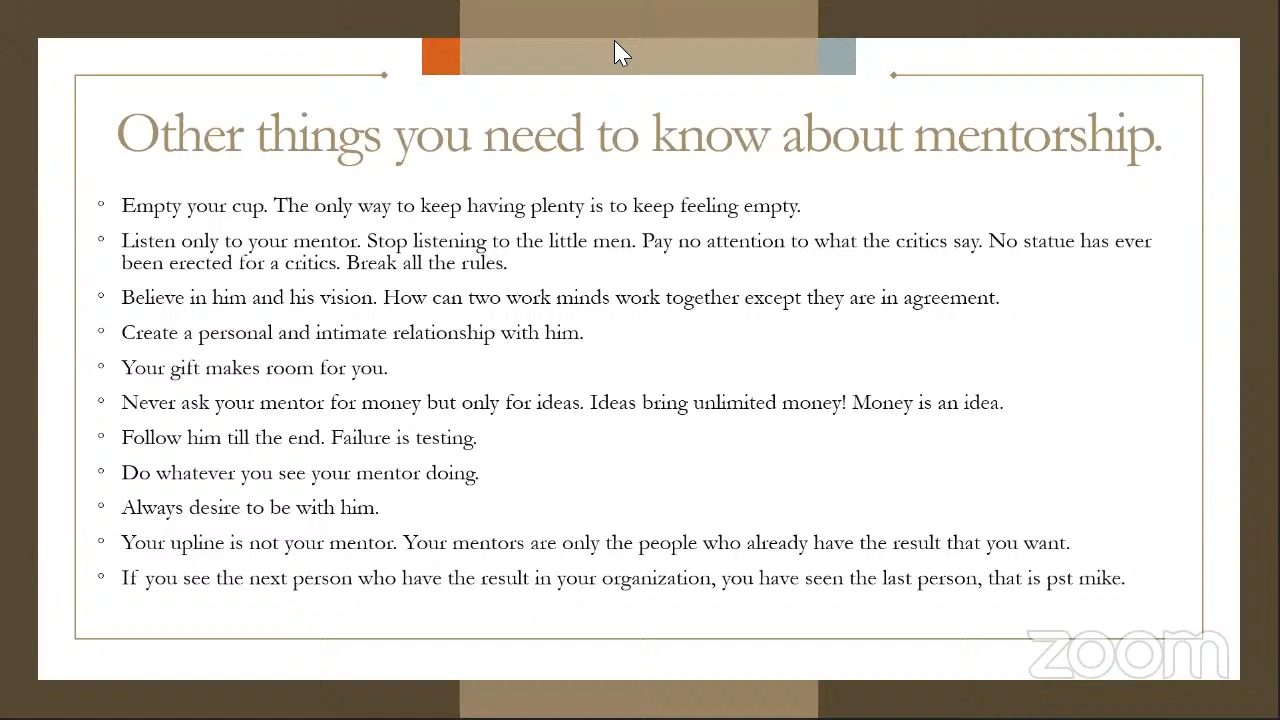 Other things you need to know about mentorship.
Empty your cup. The only way to keep having plenty is to keep feeling empty.
Listen only to your mentor. Stop listening to the little men. Pay no attention to what the critics say. No statue has ever
been erected for a critics. Break all the rules.
Believe in him and his vision. How can two work minds work together except they are in agreement.
Create a personal and intimate relationship with him.
Your gift makes room for you.
Never ask your mentor for money but only for ideas. Ideas bring unlimited money! Money is an idea.
Follow him till the end. Failure is testing.
Do whatever you see your mentor doing.
Always desire to be with him.
Your upline is not your mentor. Your mentors are only the people who already have the result that you want.
If you see the next person who have the result in your organization, you have seen the last person, that is pst mike.
zoom